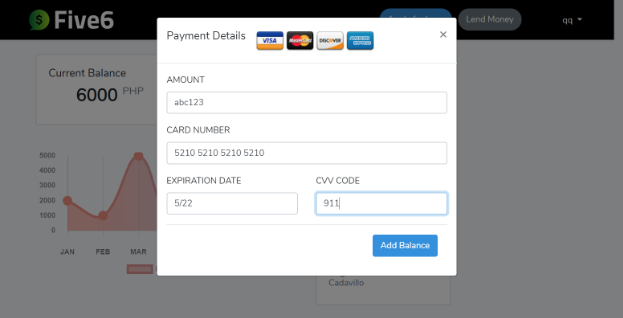 $ Five6
Lend Money
qq
Payment Details VISA MasterCard DISCOVER AMERICAN EXPRESS
×
Current Balance
6000 PHP
AMOUNT
abc123
CARD NUMBER
5210 5210 5210 5210
EXPIRATION DATE CVV CODE
5/22 911
Add Balance
5000
4000
3000
2000
1000
0
JAN FEB MAR
Cadavillo